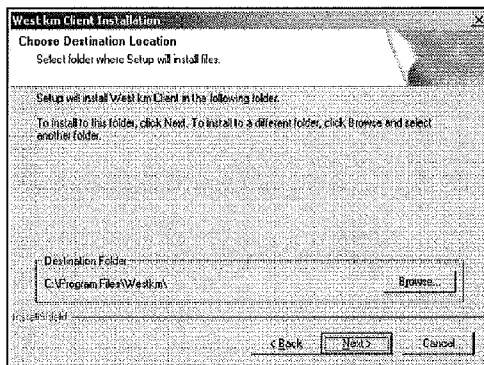 West km Client Installation
Choose Destination Location
Select folder where Setup will install files.
Setup will install West km Client in the following folder.
To install to this folder, click Next. To install to a different folder, click Browse and select
another folder.
Destination Folder
C:\Program Files\Westkm\
Browse...
InstallShield
< Back
Next >
Cancel